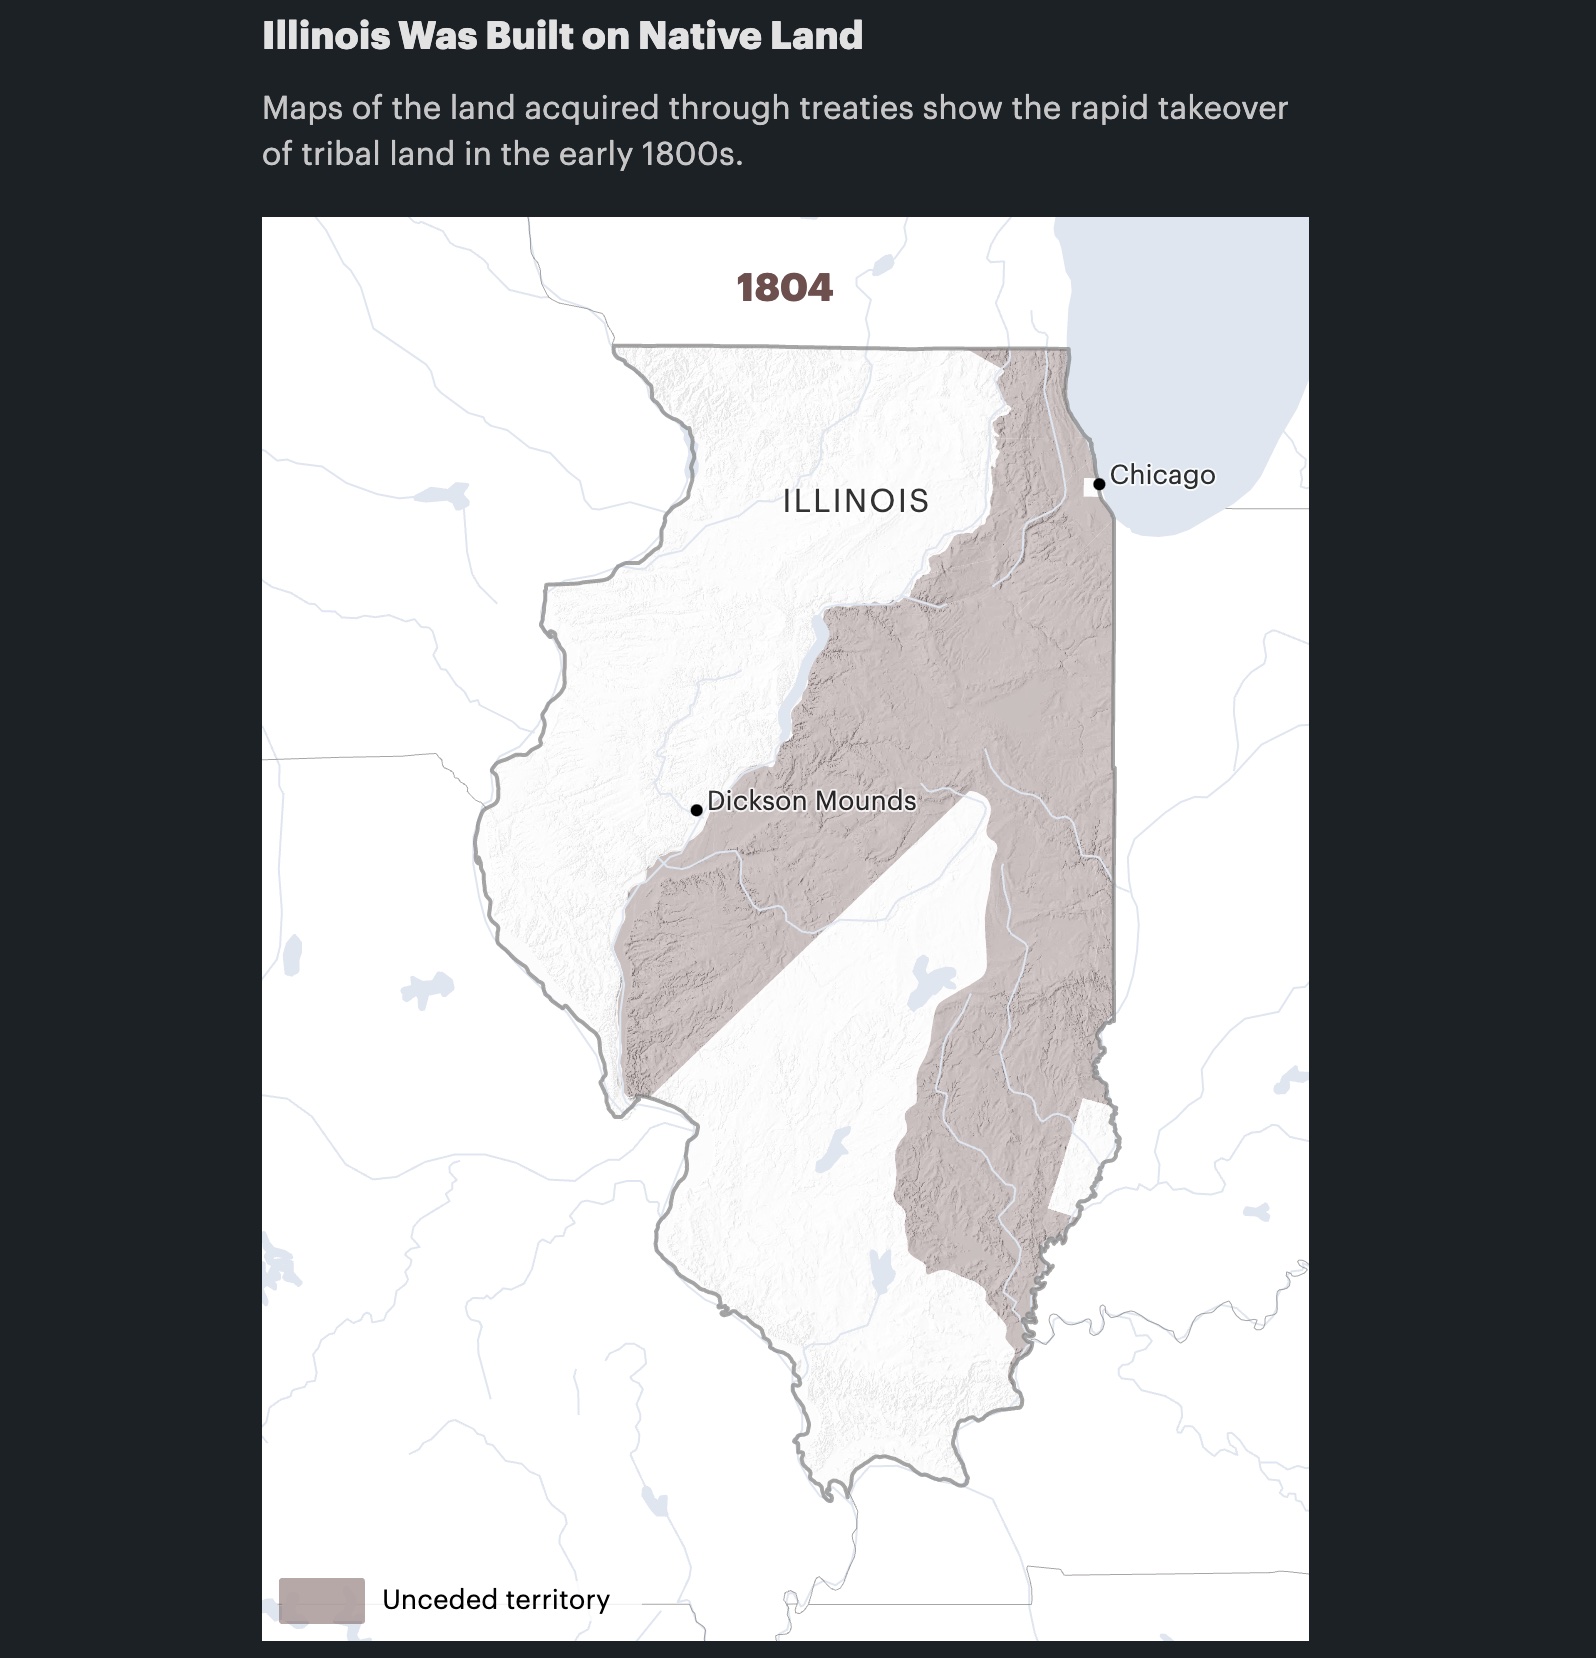 Illinois Was Built on Native Land
Maps of the land acquired through treaties show the rapid takeover
of tribal land in the early 1800s.
1804
Chicago
ILLINOIS
Dickson Mounds
Unceded territory